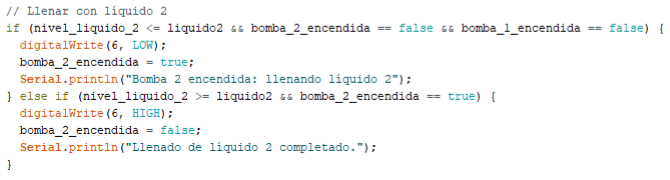 // Llenar con líquido 2
if (nivel_liquido_2 <= liquido2 && bomba_2_encendida == false && bomba_1_encendida == false) {
  digitalWrite(6, LOW);
  bomba_2_encendida = true;
  Serial.println("Bomba 2 encendida: llenando líquido 2");
} else if (nivel_liquido_2 >= liquido2 && bomba_2_encendida == true) {
  digitalWrite(6, HIGH);
  bomba_2_encendida = false;
  Serial.println("Llenado de líquido 2 completado.");
}